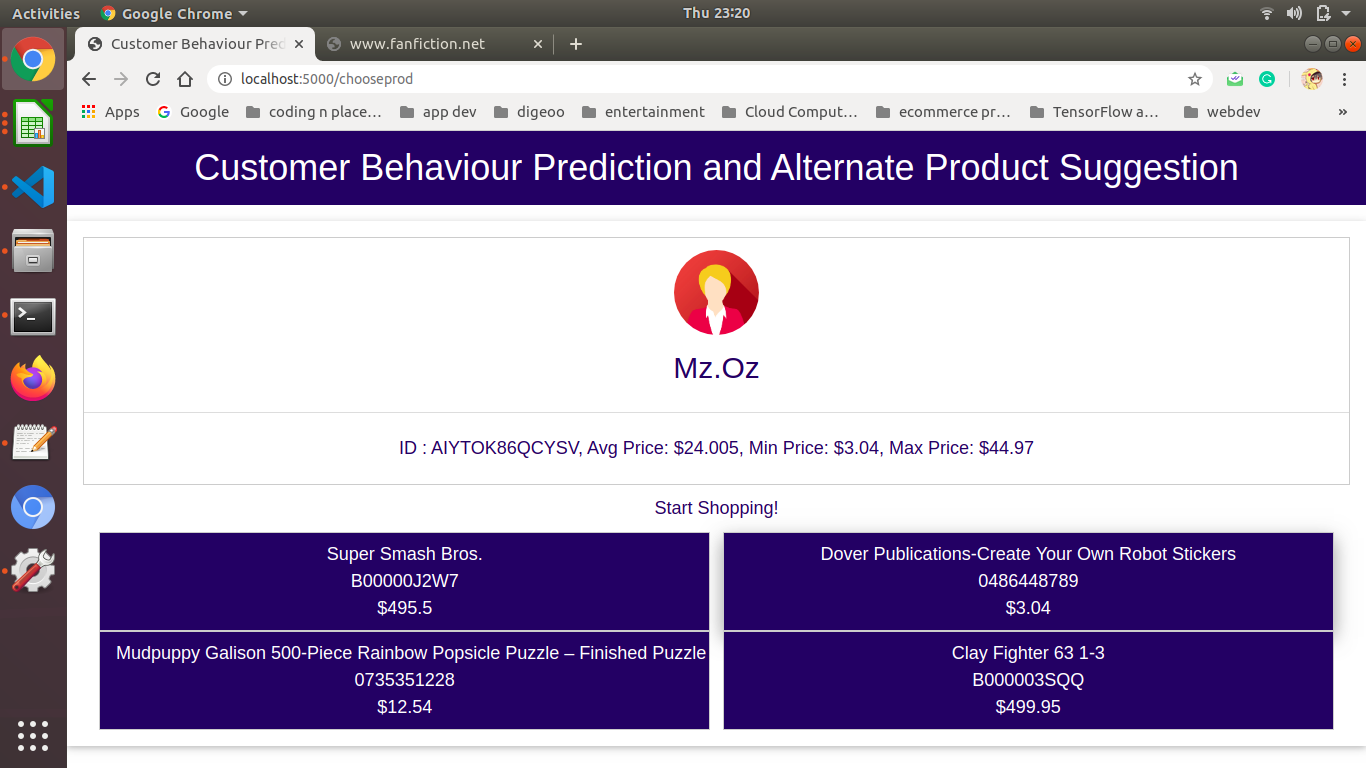 Activities
Google Chrome
Thu 23:20
Customer Behaviour Pred
www.fanfiction.net
localhost:5000/chooseprod
Apps
Google
coding n place…
app dev
digeoo
entertainment
Cloud Comput…
ecommerce pr…
TensorFlow a…
webdev
»
Customer Behaviour Prediction and Alternate Product Suggestion
Mz.Oz
ID : AIYTOK86QCYSV, Avg Price: $24.005, Min Price: $3.04, Max Price: $44.97
Start Shopping!
Super Smash Bros.
B00000J2W7
$495.5
Dover Publications-Create Your Own Robot Stickers
0486448789
$3.04
Mudpuppy Galison 500-Piece Rainbow Popsicle Puzzle – Finished Puzzle
0735351228
$12.54
Clay Fighter 63 1-3
B000003SQQ
$499.95